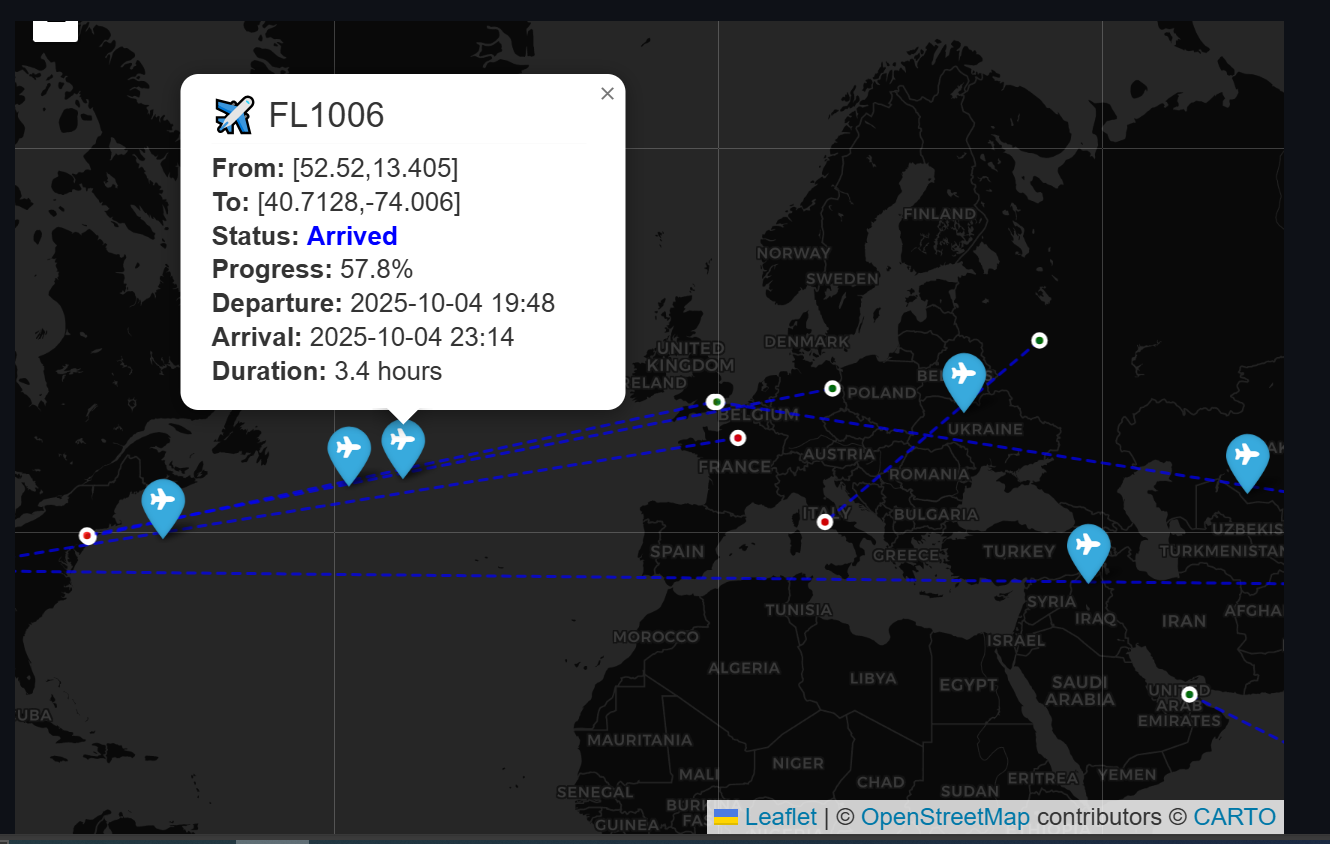 FL1006
×
From: [52.52,13.405]
To: [40.7128,-74.006]
Status: Arrived
Progress: 57.8%
Departure: 2025-10-04 19:48
Arrival: 2025-10-04 23:14
Duration: 3.4 hours
FINLAND
NORWAY
SWEDEN
DENMARK
UNITED
KINGDOM
RELAND
POLAND
BELGIUM
UKRAINE
AUSTRIA
FRANCE
ROMANIA
ITALY
BULGARIA
UZBEKIS
SPAIN
GREECE
TURKEY
TURKMENISTAN
SYRIA
TUNISIA
AFGHA
IRAQ
IRAN
MOROCCO
ISRAEL
ALGERIA
LIBYA
EGYPT
SAUDI
ARABIA
UNITED
ARAB
EMIRATES
UBA
MAURITANIA
NIGER
MALI
CHAD
ERITREA
YEMEN
SENEGAL
SUDAN
GUINEA
Leaflet | © OpenStreetMap contributors © CARTO